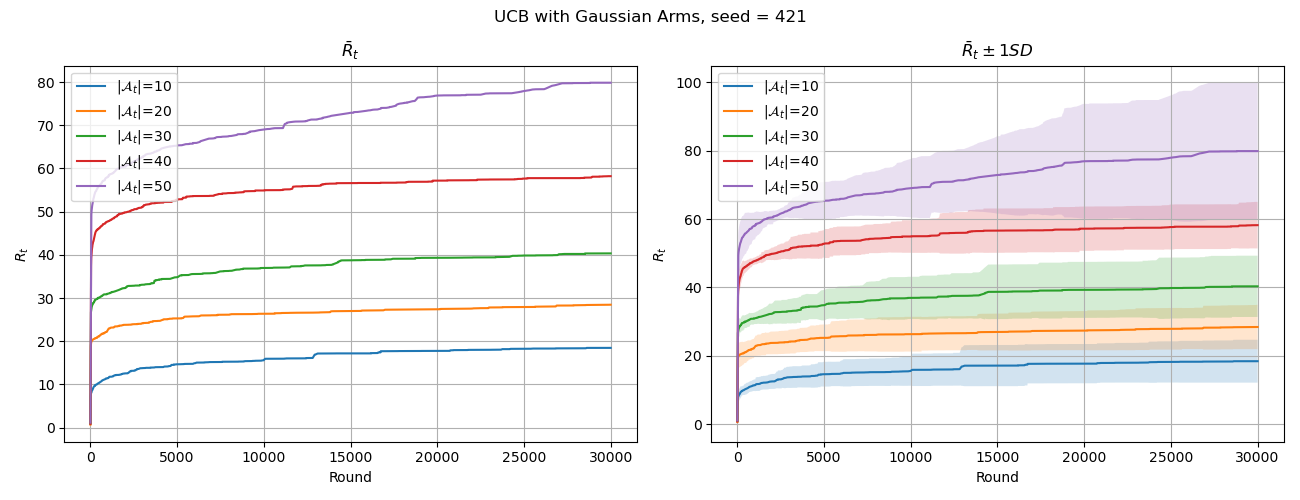 UCB with Gaussian Arms, seed = 421
R̄ₜ
|𝒜ₜ|=10
|𝒜ₜ|=20
|𝒜ₜ|=30
|𝒜ₜ|=40
|𝒜ₜ|=50
Rₜ
80
70
60
50
40
30
20
10
0
0 5000 10000 15000 20000 25000 30000
Round
R̄ₜ ± 1SD
|𝒜ₜ|=10
|𝒜ₜ|=20
|𝒜ₜ|=30
|𝒜ₜ|=40
|𝒜ₜ|=50
Rₜ
100
80
60
40
20
0
0 5000 10000 15000 20000 25000 30000
Round